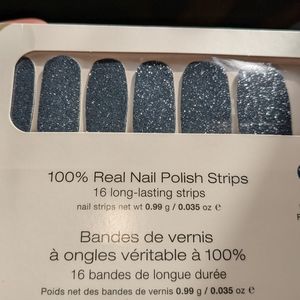 100% Real Nail Polish Strips
16 long-lasting strips
nail strips net wt 0.99 g / 0.035 oz e
Bandes de vernis
à ongles véritable à 100%
16 bandes de longue durée
Poids net des bandes de vernis 0.99 g / 0.035 oz e